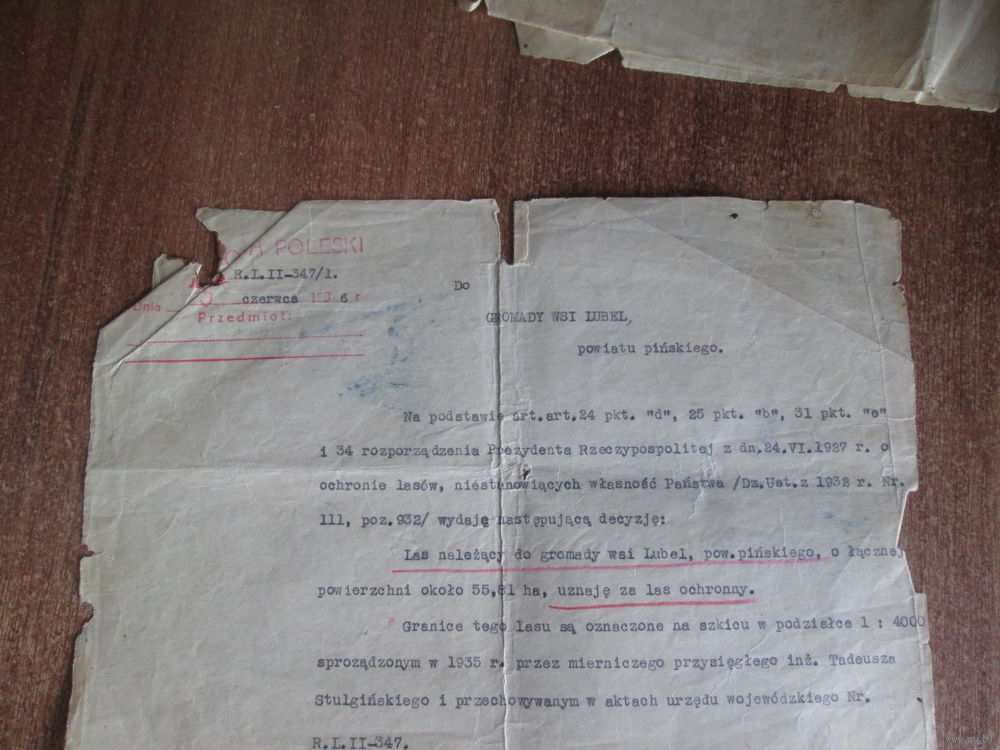 POLESKI
R.L.II-347/1.
Dnia czerwca 6 r
Przedmiot:
Do
GROMADY WSI LUBEL,
powiatu pińskiego.
Na podstawie art.art.24 pkt. "d", 25 pkt. "b", 31 pkt. "e"
i 34 rozporządzenia Prezydenta Rzeczypospolitej z dn.24.VI.1927 r. o
ochronie lasów, niestanowiących własność Państwa /Dz.Ust.z 1932 r. Nr.
111, poz.932/ wydaję następującą decyzję:
Las należący do gromady wsi Lubel, pow.pińskiego, o łącznej
powierzchni około 55,81 ha, uznaję za las ochronny.
Granice tego lasu są oznaczone na szkicu w podziałce 1 : 4000
sproządzonym w 1935 r. przez mierniczego przysięgłego inż. Tadeusza
Stulgińskiego i przechowywanym w aktach urzędu wojewódzkiego Nr.
R.L.II-347.